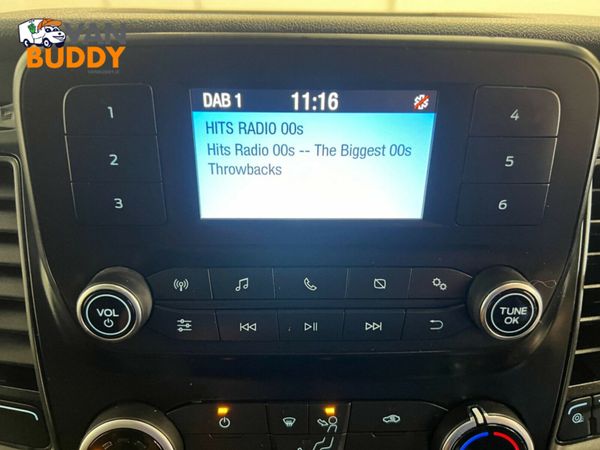 VAN
BUDDY
DAB 1 11:16
HITS RADIO 00s
Hits Radio 00s -- The Biggest 00s
Throwbacks
1
2
3
4
5
6
VOL
TUNE
OK